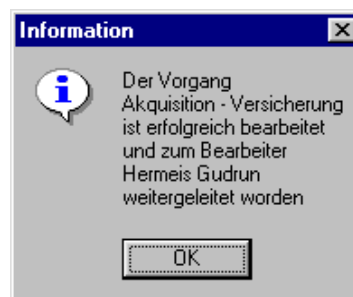 Information
Der Vorgang
Akquisition - Versicherung
ist erfolgreich bearbeitet
und zum Bearbeiter
Hermeis Gudrun
weitergeleitet worden
OK